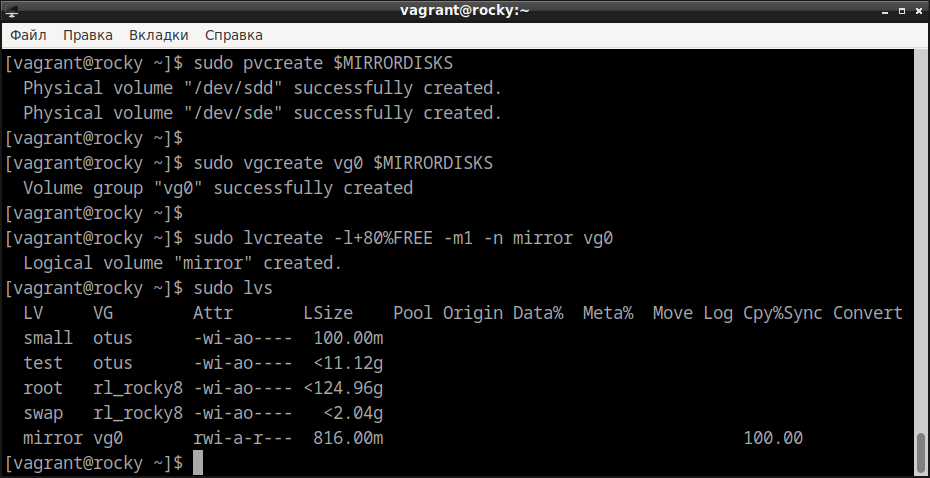 vagrant@rocky:~
Файл Правка Вкладки Справка
[vagrant@rocky ~]$ sudo pvcreate $MIRRORDISKS
  Physical volume "/dev/sdd" successfully created.
  Physical volume "/dev/sde" successfully created.
[vagrant@rocky ~]$
[vagrant@rocky ~]$ sudo vgcreate vg0 $MIRRORDISKS
  Volume group "vg0" successfully created
[vagrant@rocky ~]$
[vagrant@rocky ~]$ sudo lvcreate -l+80%FREE -m1 -n mirror vg0
  Logical volume "mirror" created.
[vagrant@rocky ~]$ sudo lvs
  LV     VG        Attr       LSize    Pool Origin Data%  Meta%  Move Log Cpy%Sync Convert
  small  otus      -wi-ao----  100.00m
  test   otus      -wi-ao----  <11.12g
  root   rl_rocky8 -wi-ao---- <124.96g
  swap   rl_rocky8 -wi-ao----   <2.04g
  mirror vg0       rwi-a-r---  816.00m                                    100.00
[vagrant@rocky ~]$